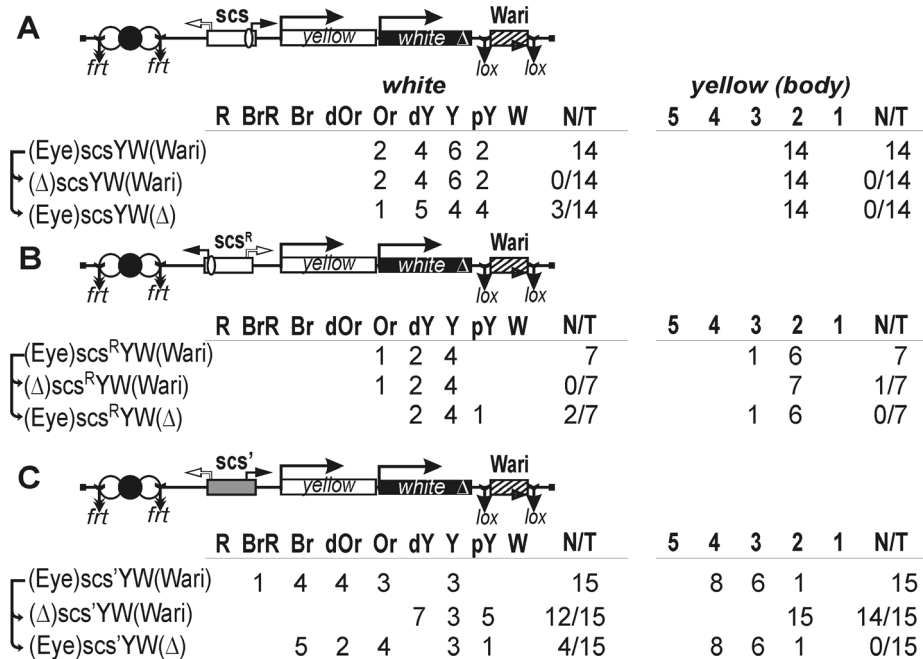 A scs Wari
frt frt yellow white Δ lox lox
white yellow (body)
R BrR Br dOr Or dY Y pY W N/T 5 4 3 2 1 N/T
(Eye)scsYW(Wari) 2 4 6 2 14 14 14
(Δ)scsYW(Wari) 2 4 6 2 0/14 14 0/14
(Eye)scsYW(Δ) 1 5 4 4 3/14 14 0/14
B scsR Wari
frt frt yellow white Δ lox lox
R BrR Br dOr Or dY Y pY W N/T 5 4 3 2 1 N/T
(Eye)scsRYW(Wari) 1 2 4 7 1 6 7
(Δ)scsRYW(Wari) 1 2 4 0/7 7 1/7
(Eye)scsRYW(Δ) 2 4 1 2/7 1 6 0/7
C scs' Wari
frt frt yellow white Δ lox lox
R BrR Br dOr Or dY Y pY W N/T 5 4 3 2 1 N/T
(Eye)scs'YW(Wari) 1 4 4 3 3 15 8 6 1 15
(Δ)scs'YW(Wari) 7 3 5 12/15 15 14/15
(Eye)scs'YW(Δ) 5 2 4 3 1 4/15 8 6 1 0/15